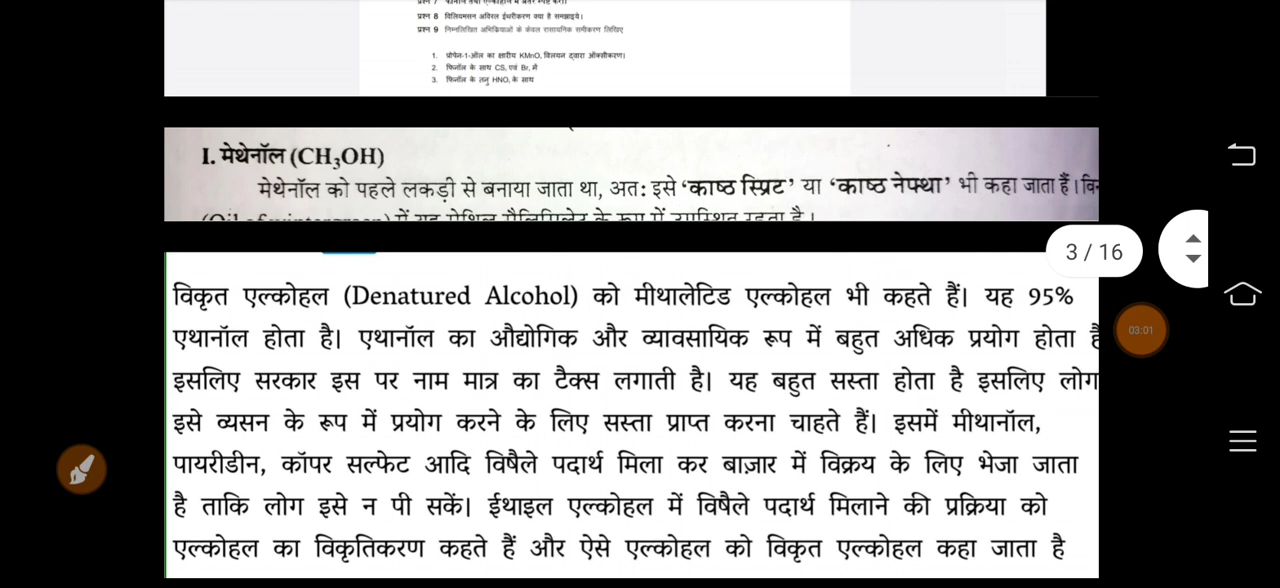 प्रश्न 8 विलियमसन अविरल ईथरीकरण क्या है समझाइये।
प्रश्न 9 निम्नलिखित अभिक्रियाओं के केवल रासायनिक समीकरण लिखिए
1. प्रोपेन-1-ऑल का क्षारीय KMnO, विलयन द्वारा ऑक्सीकरण।
2. फिनॉल के साथ CS, एवं Br, में
3. फिनॉल के तनु HNO, के साथ
I. मेथेनॉल (CH₃OH)
मेथेनॉल को पहले लकड़ी से बनाया जाता था, अत: इसे ‘काष्ठ स्प्रिट’ या ‘काष्ठ नेफ्था’ भी कहा जाता हैं।
3 / 16
विकृत एल्कोहल (Denatured Alcohol) को मीथालेटिड एल्कोहल भी कहते हैं। यह 95%
एथानॉल होता है। एथानॉल का औद्योगिक और व्यावसायिक रूप में बहुत अधिक प्रयोग होता है
03:01
इसलिए सरकार इस पर नाम मात्र का टैक्स लगाती है। यह बहुत सस्ता होता है इसलिए लोग
इसे व्यसन के रूप में प्रयोग करने के लिए सस्ता प्राप्त करना चाहते हैं। इसमें मीथानॉल,
पायरीडीन, कॉपर सल्फेट आदि विषैले पदार्थ मिला कर बाज़ार में विक्रय के लिए भेजा जाता
है ताकि लोग इसे न पी सकें। ईथाइल एल्कोहल में विषैले पदार्थ मिलाने की प्रक्रिया को
एल्कोहल का विकृतिकरण कहते हैं और ऐसे एल्कोहल को विकृत एल्कोहल कहा जाता है